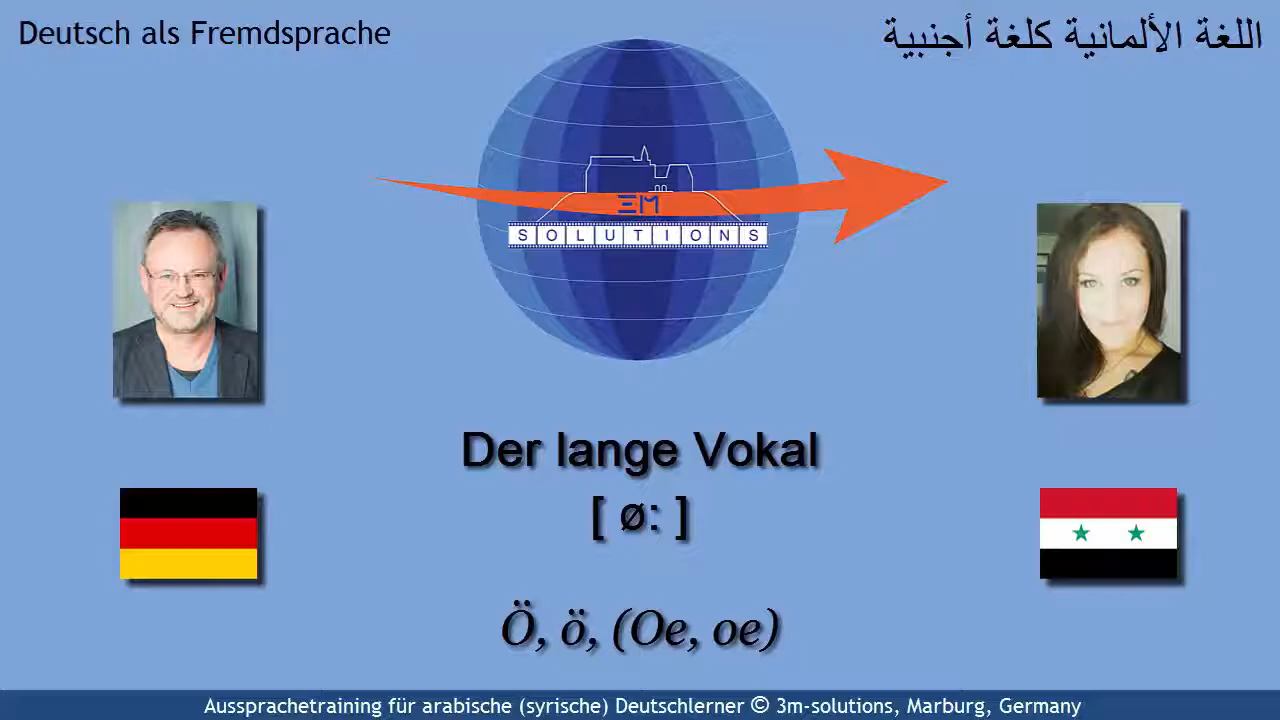 Deutsch als Fremdsprache
اللغة الألمانية كلغة أجنبية
3M
SOLUTIONS
Der lange Vokal
[ ø: ]
Ö, ö, (Oe, oe)
Aussprachetraining für arabische (syrische) Deutschlerner © 3m-solutions, Marburg, Germany